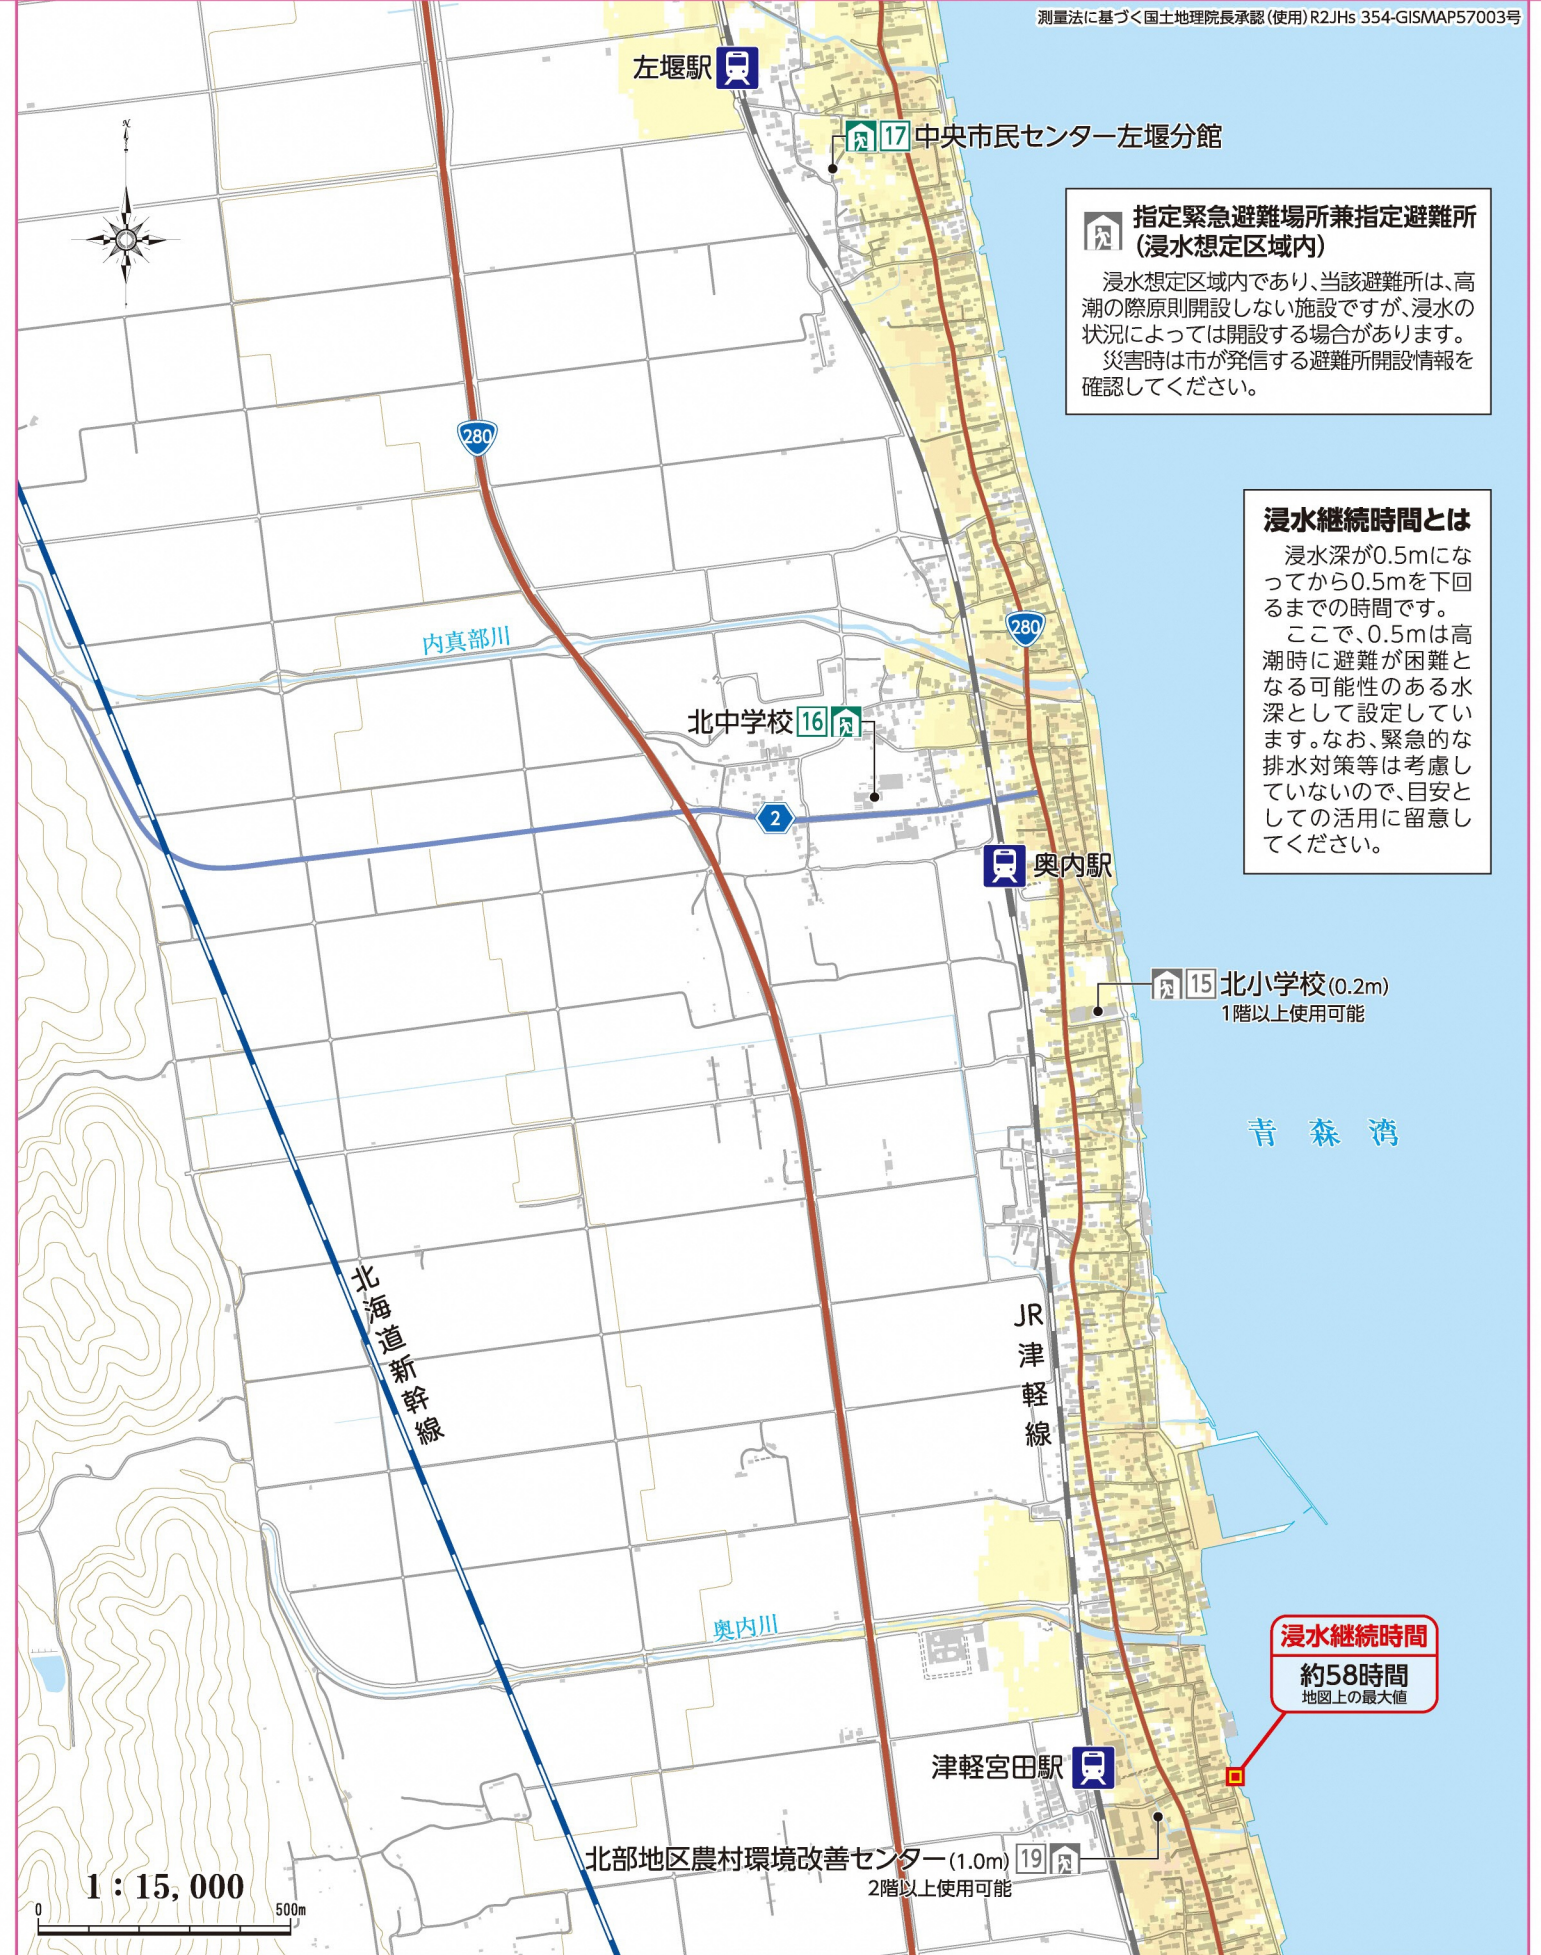 測量法に基づく国土地理院長承認（使用）R2JHs 354-GISMAP57003号
左堰駅
N
17 中央市民センター左堰分館
指定緊急避難場所兼指定避難所
（浸水想定区域内）
浸水想定区域内であり、当該避難所は、高
潮の際原則開設しない施設ですが、浸水の
状況によっては開設する場合があります。
災害時は市が発信する避難所開設情報を
確認してください。
280
浸水継続時間とは
浸水深が0.5mにな
ってから0.5mを下回
るまでの時間です。
ここで、0.5mは高
潮時に避難が困難と
なる可能性のある水
深として設定してい
ます。なお、緊急的な
排水対策等は考慮し
ていないので、目安と
しての活用に留意し
てください。
280
内真部川
北中学校 16
2
奥内駅
15 北小学校(0.2m)
1階以上使用可能
青森湾
北海道新幹線
JR津軽線
奥内川
浸水継続時間
約58時間
地図上の最大値
津軽宮田駅
北部地区農村環境改善センター(1.0m) 19
2階以上使用可能
1：15,000
0 500m